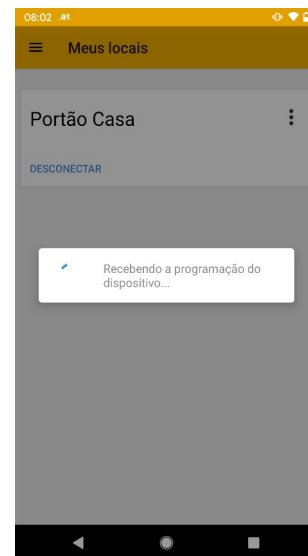 08:02
Meus locais
Portão Casa
DESCONECTAR
Recebendo a programação do
dispositivo...